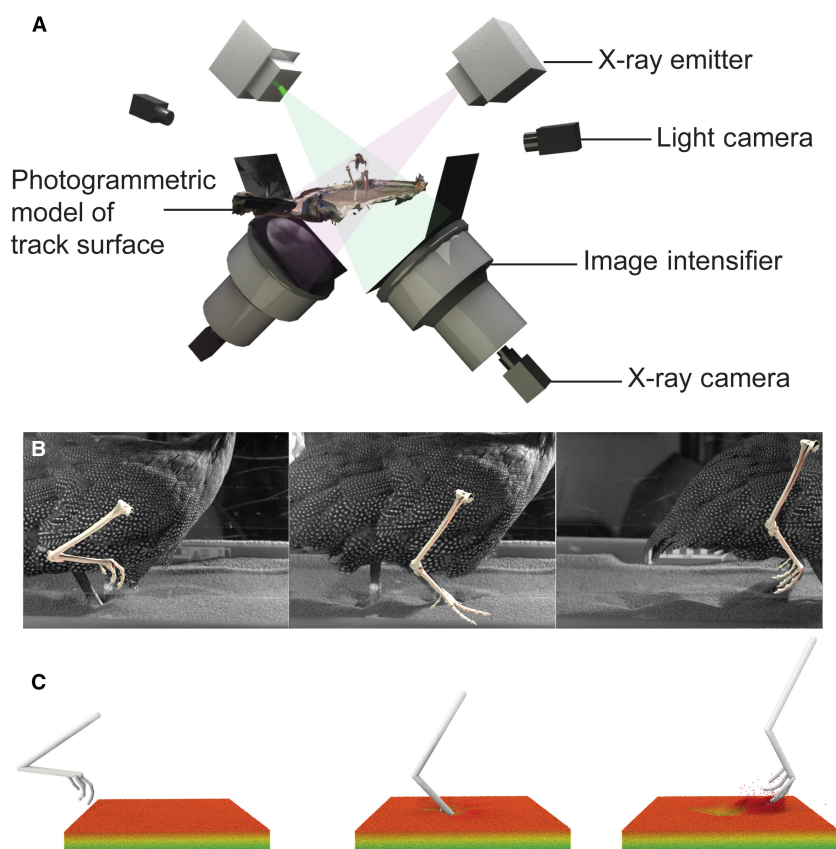 A
X-ray emitter
Light camera
Photogrammetric
model of
track surface
Image intensifier
X-ray camera
B
C